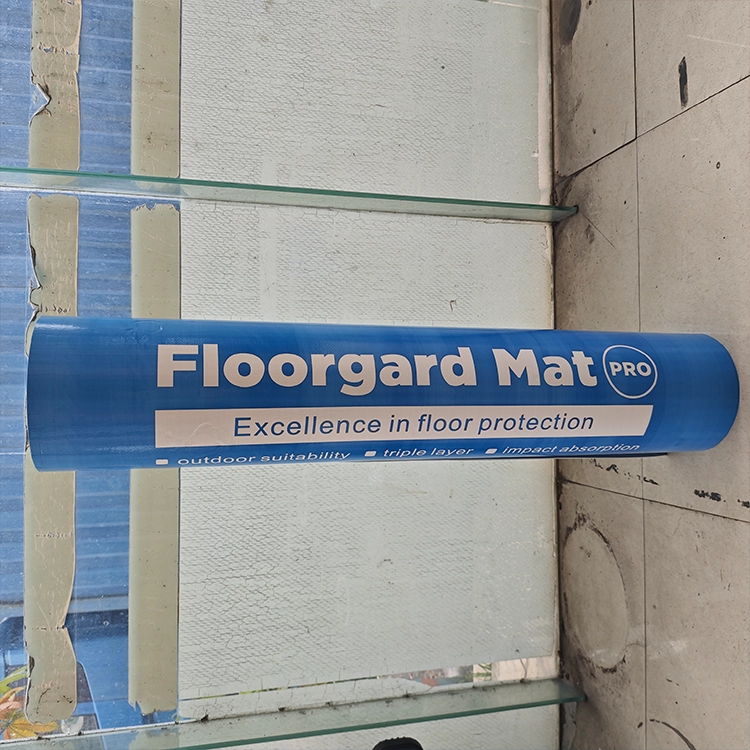 Floorgard Mat PRO
Excellence in floor protection
outdoor suitability triple layer impact absorption